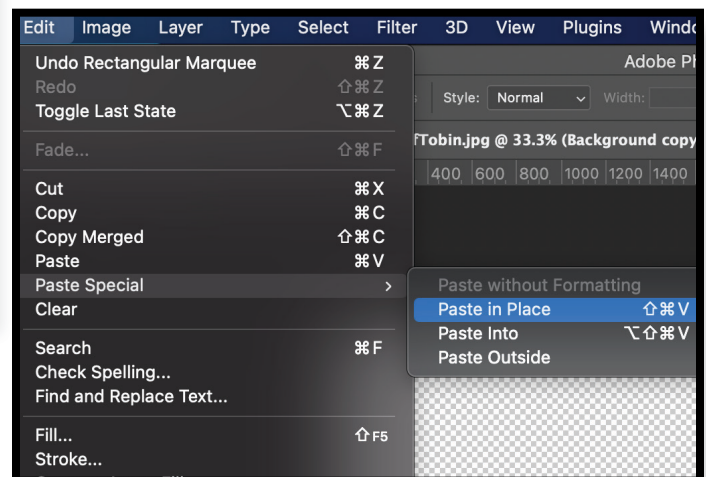 Edit Image Layer Type Select Filter 3D View Plugins
Undo Rectangular Marquee ⌘Z
Adobe
Redo ⇧⌘Z
Style: Normal Width:
Toggle Last State ⌥⌘Z
Tobin.jpg @ 33.3% (Background copy
Fade... ⇧⌘F
400 600 800 1000 1200 1400
Cut ⌘X
Copy ⌘C
Copy Merged ⇧⌘C
Paste ⌘V
Paste Special >
Paste without Formatting
Clear
Paste in Place ⇧⌘V
Paste Into ⌥⇧⌘V
Search ⌘F
Paste Outside
Check Spelling...
Find and Replace Text...
Fill... ⇧F5
Stroke...